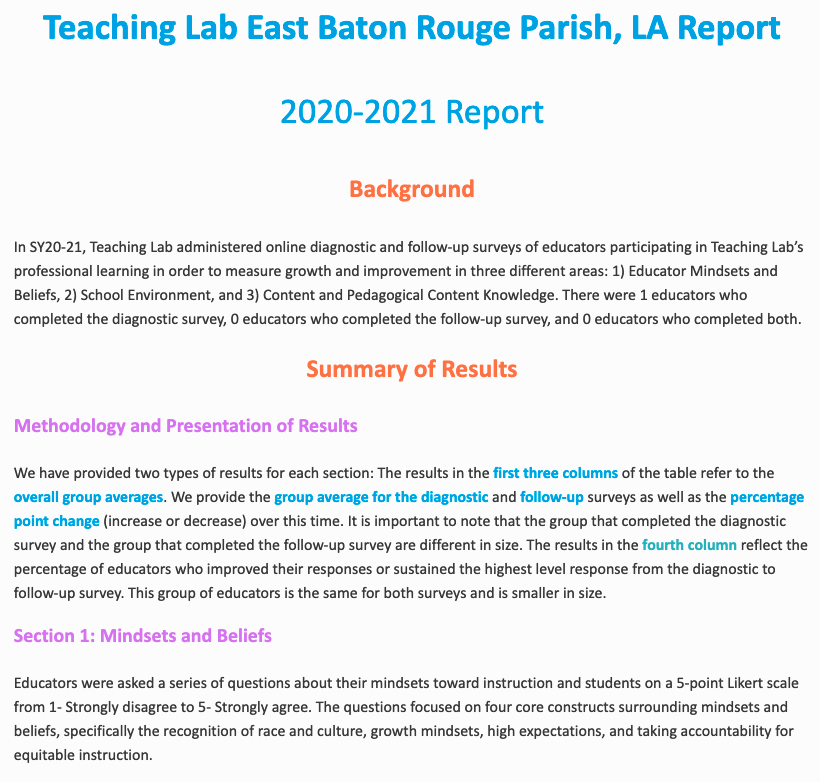 Teaching Lab East Baton Rouge Parish, LA Report
2020-2021 Report
Background
In SY20-21, Teaching Lab administered online diagnostic and follow-up surveys of educators participating in Teaching Lab’s
professional learning in order to measure growth and improvement in three different areas: 1) Educator Mindsets and
Beliefs, 2) School Environment, and 3) Content and Pedagogical Content Knowledge. There were 1 educators who
completed the diagnostic survey, 0 educators who completed the follow-up survey, and 0 educators who completed both.
Summary of Results
Methodology and Presentation of Results
We have provided two types of results for each section: The results in the first three columns of the table refer to the
overall group averages. We provide the group average for the diagnostic and follow-up surveys as well as the percentage
point change (increase or decrease) over this time. It is important to note that the group that completed the diagnostic
survey and the group that completed the follow-up survey are different in size. The results in the fourth column reflect the
percentage of educators who improved their responses or sustained the highest level response from the diagnostic to
follow-up survey. This group of educators is the same for both surveys and is smaller in size.
Section 1: Mindsets and Beliefs
Educators were asked a series of questions about their mindsets toward instruction and students on a 5-point Likert scale
from 1- Strongly disagree to 5- Strongly agree. The questions focused on four core constructs surrounding mindsets and
beliefs, specifically the recognition of race and culture, growth mindsets, high expectations, and taking accountability for
equitable instruction.